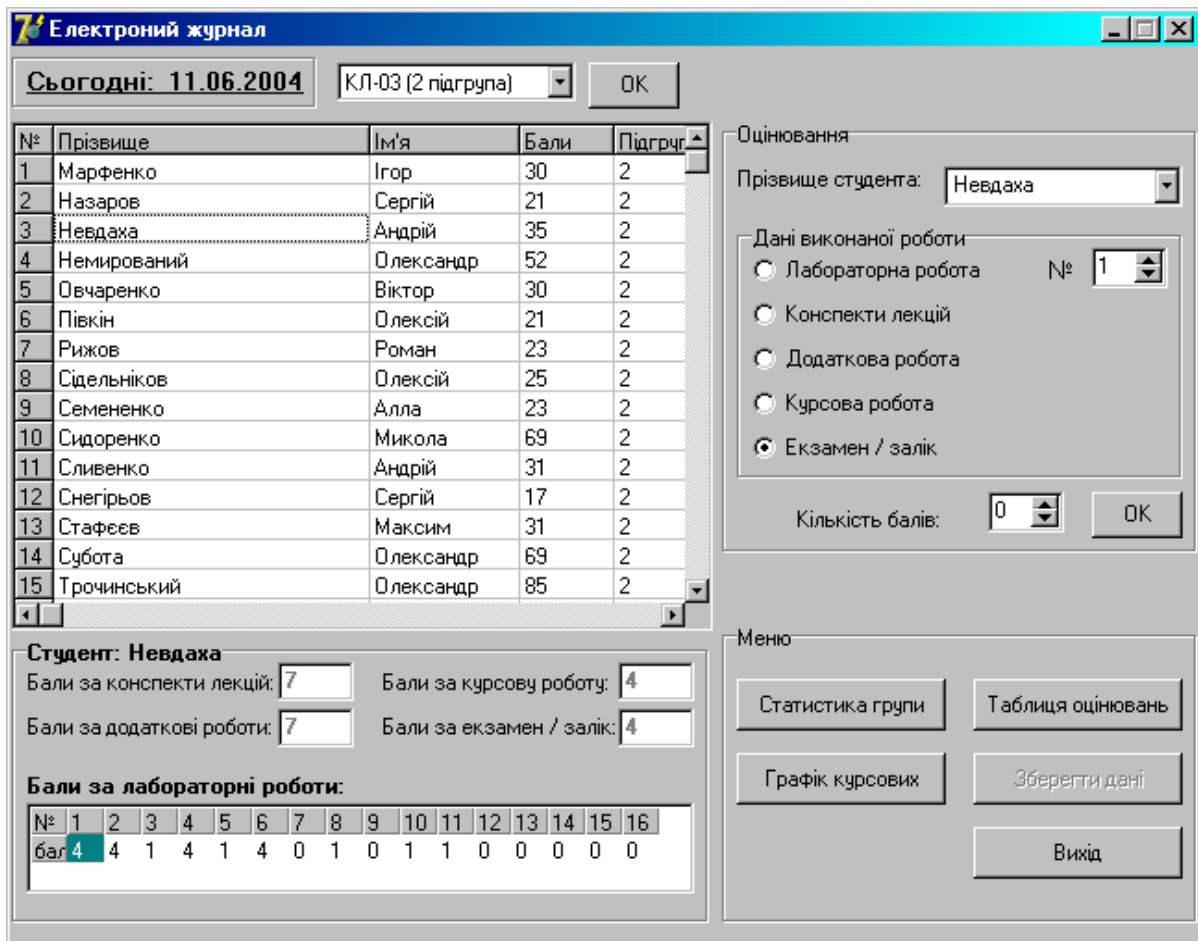 Електроний журнал
Сьогодні: 11.06.2004 КЛ-03 (2 підгрупа) OK
№ Прізвище Ім'я Бали Підгруп
1 Марфенко Ігор 30 2
2 Назаров Сергій 21 2
3 Невдаха Андрій 35 2
4 Немирований Олександр 52 2
5 Овчаренко Віктор 30 2
6 Півкін Олексій 21 2
7 Рижов Роман 23 2
8 Сідельніков Олексій 25 2
9 Семененко Алла 23 2
10 Сидоренко Микола 69 2
11 Сливенко Андрій 31 2
12 Снегірьов Сергій 17 2
13 Стафєєв Максим 31 2
14 Субота Олександр 69 2
15 Трочинський Олександр 85 2
Оцінювання
Прізвище студента: Невдаха
Дані виконаної роботи
Лабораторна робота № 1
Конспекти лекцій
Додаткова робота
Курсова робота
Екзамен / залік
Кількість балів: 0 OK
Студент: Невдаха
Бали за конспекти лекцій: 7 Бали за курсову роботу: 4
Бали за додаткові роботи: 7 Бали за екзамен / залік: 4
Бали за лабораторні роботи:
№ 1 2 3 4 5 6 7 8 9 10 11 12 13 14 15 16
бал 4 4 1 4 1 4 0 1 0 1 1 0 0 0 0 0
Меню
Статистика групи Таблиця оцінювань
Графік курсових Зберегти дані
Вихід